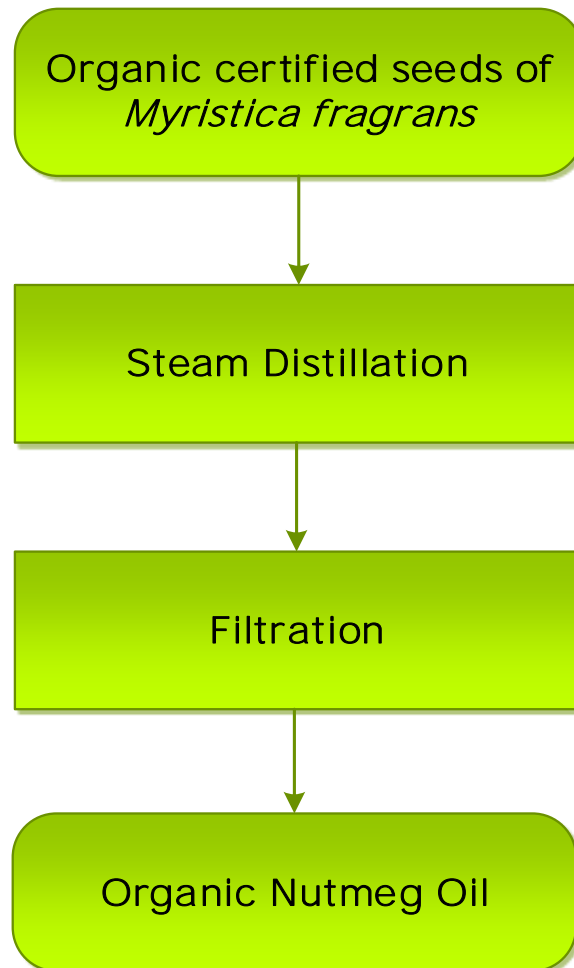 Organic certified seeds of
Myristica fragrans
Steam Distillation
Filtration
Organic Nutmeg Oil